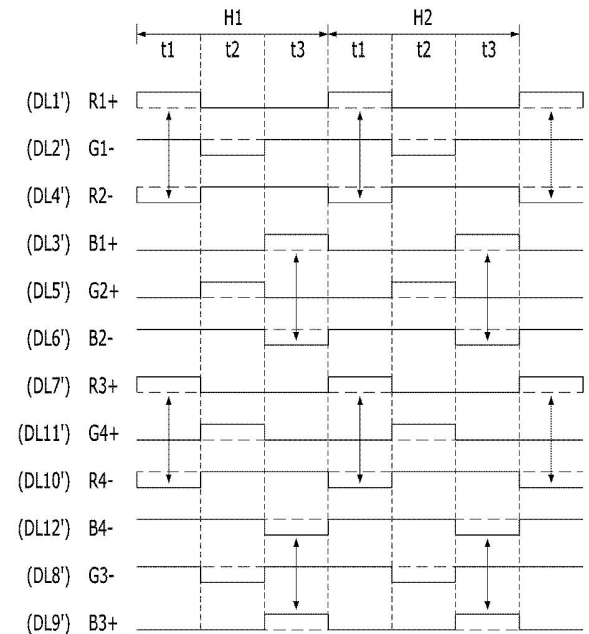 H1 H2
t1 t2 t3 t1 t2 t3
(DL1') R1+
(DL2') G1-
(DL4') R2-
(DL3') B1+
(DL5') G2+
(DL6') B2-
(DL7') R3+
(DL11') G4+
(DL10') R4-
(DL12') B4-
(DL8') G3-
(DL9') B3+